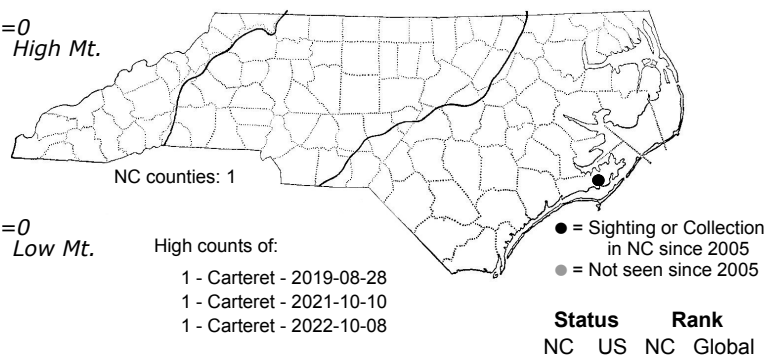 =0
High Mt.
NC counties: 1
=0
Low Mt.
High counts of:
1 - Carteret - 2019-08-28
1 - Carteret - 2021-10-10
1 - Carteret - 2022-10-08
● = Sighting or Collection
in NC since 2005
● = Not seen since 2005
Status Rank
NC US NC Global